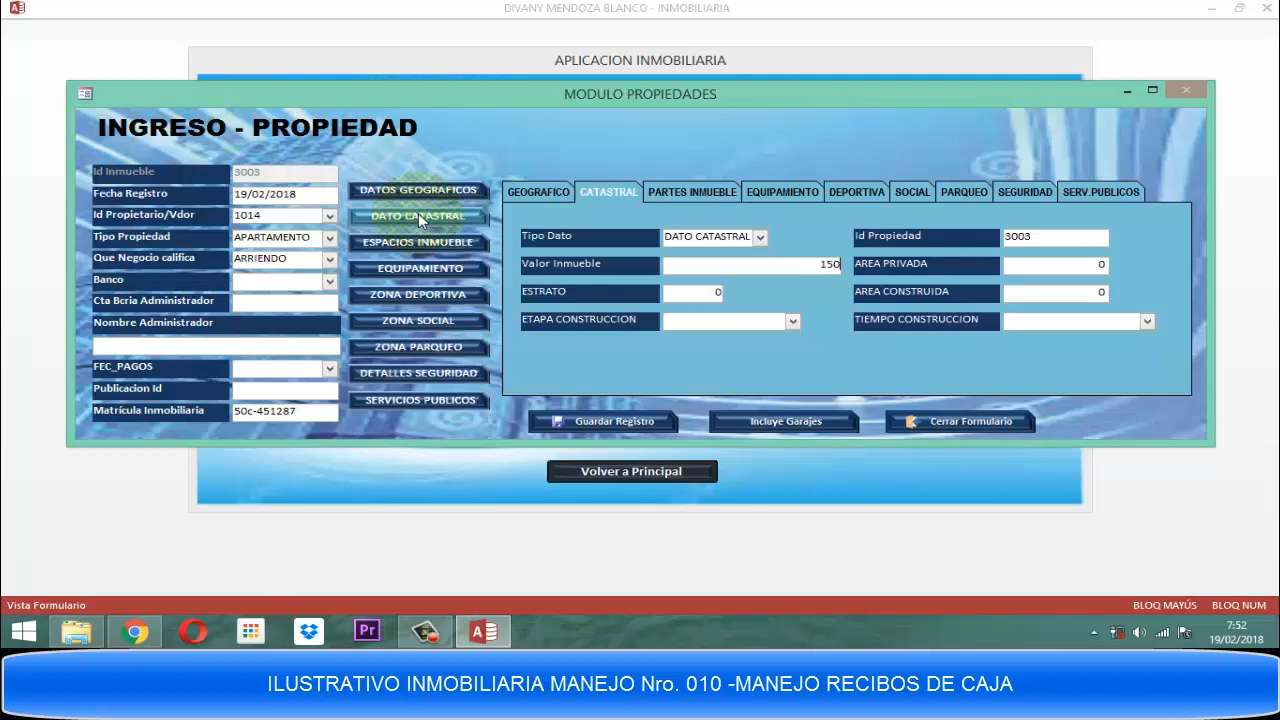 DIVANY MENDOZA BLANCO - INMOBILIARIA
APLICACION INMOBILIARIA
MODULO PROPIEDADES
INGRESO - PROPIEDAD
Id Inmueble 3003
Fecha Registro 19/02/2018
Id Propietario/Vdor 1014
Tipo Propiedad APARTAMENTO
Que Negocio califica ARRIENDO
Banco
Cta Bcria Administrador
Nombre Administrador
FEC_PAGOS
Publicacion Id
Matrícula Inmobiliaria 50c-451287
DATOS GEOGRAFICOS
DATO CATASTRAL
ESPACIOS INMUEBLE
EQUIPAMIENTO
ZONA DEPORTIVA
ZONA SOCIAL
ZONA PARQUEO
DETALLES SEGURIDAD
SERVICIOS PUBLICOS
GEOGRAFICO CATASTRAL PARTES INMUEBLE EQUIPAMIENTO DEPORTIVA SOCIAL PARQUEO SEGURIDAD SERV.PUBLICOS
Tipo Dato DATO CATASTRAL Id Propiedad 3003
Valor Inmueble 150 AREA PRIVADA 0
ESTRATO 0 AREA CONSTRUIDA 0
ETAPA CONSTRUCCION TIEMPO CONSTRUCCION
Guardar Registro Incluye Garajes Cerrar Formulario
Volver a Principal
Vista Formulario BLOQ MAYÚS BLOQ NUM
Pr
7:52
19/02/2018
ILUSTRATIVO INMOBILIARIA MANEJO Nro. 010 -MANEJO RECIBOS DE CAJA